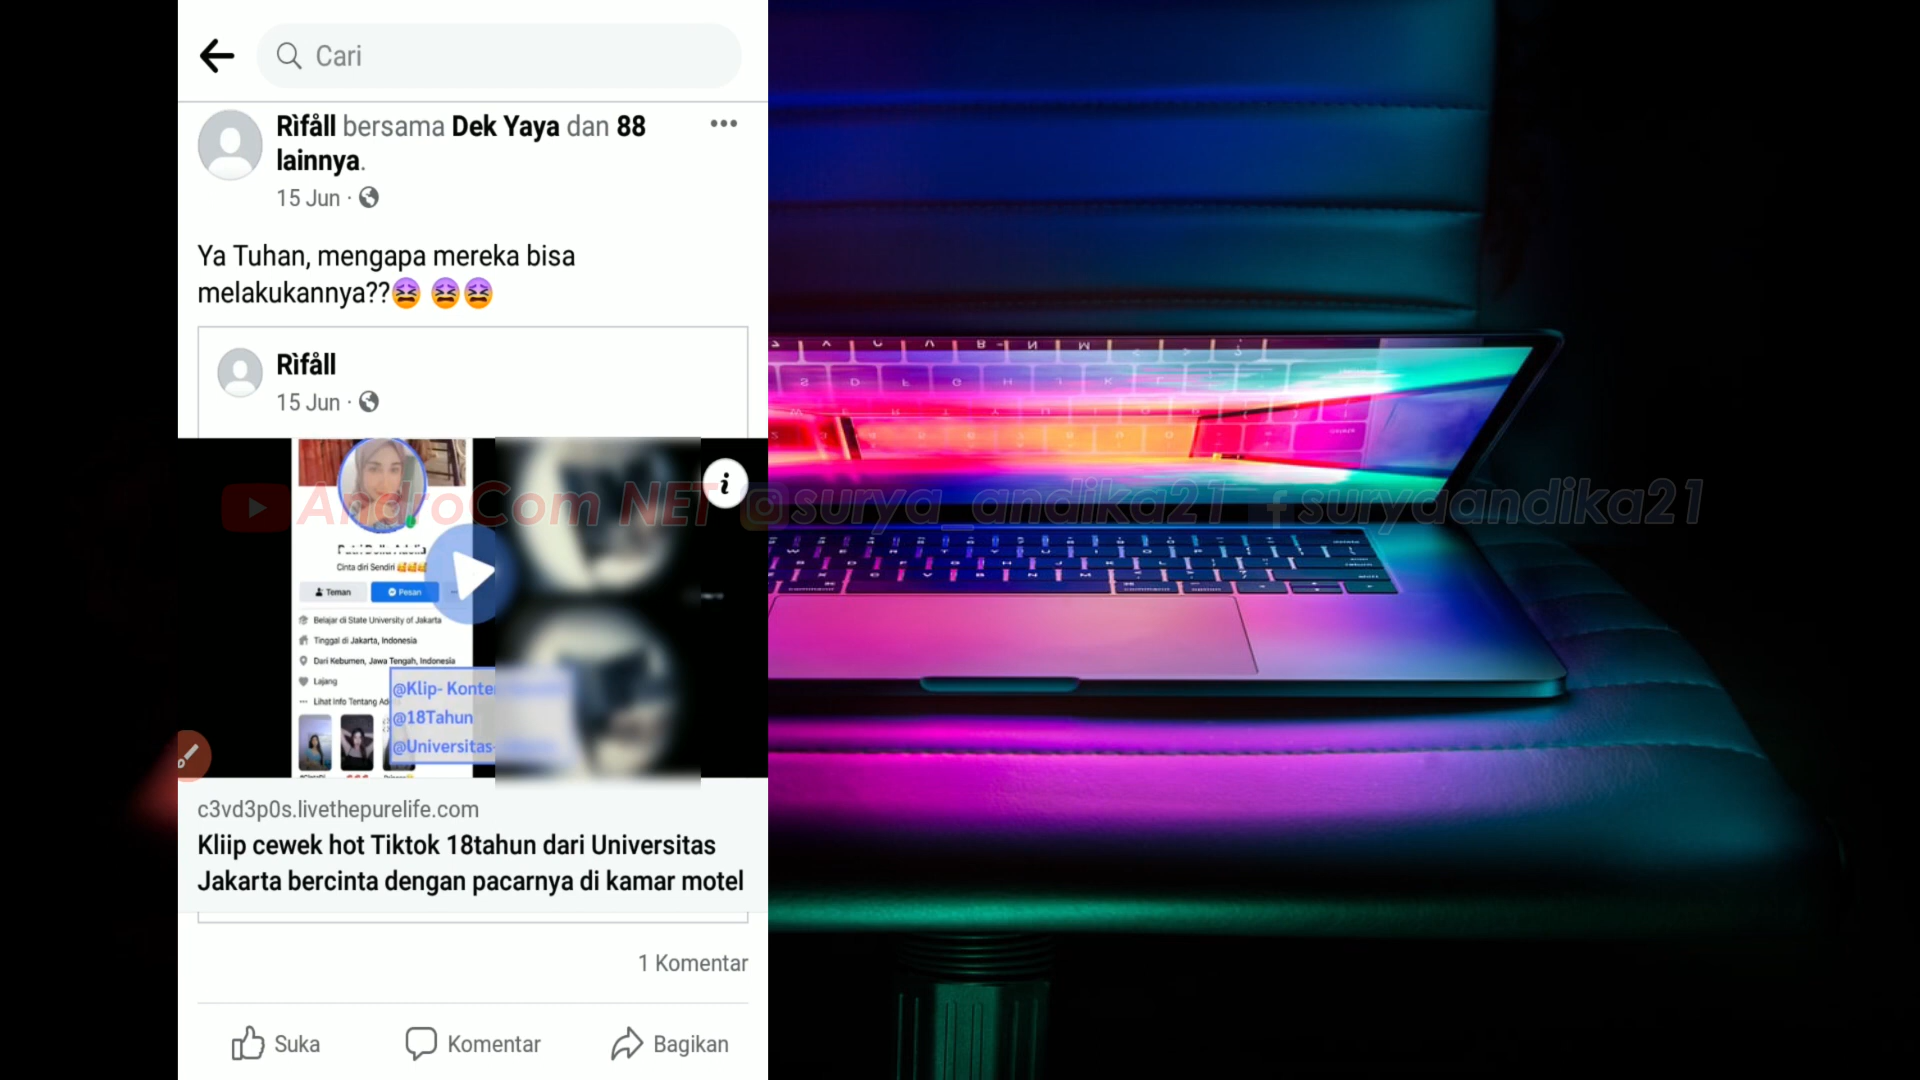 Cari
Rìfåll bersama Dek Yaya dan 88
lainnya.
15 Jun ·
Ya Tuhan, mengapa mereka bisa
melakukannya??
Rìfåll
15 Jun ·
AndroCom NET
surya_andika21
suryaandika21
Cinta diri Sendiri
Teman
Pesan
Belajar di State University of Jakarta
Tinggal di Jakarta, Indonesia
Dari Kebumen, Jawa Tengah, Indonesia
Lajang
Lihat Info Tentang
@Klip- Konte
@18Tahun
@Universitas-
c3vd3p0s.livethepurelife.com
Kliip cewek hot Tiktok 18tahun dari Universitas
Jakarta bercinta dengan pacarnya di kamar motel
1 Komentar
Suka
Komentar
Bagikan